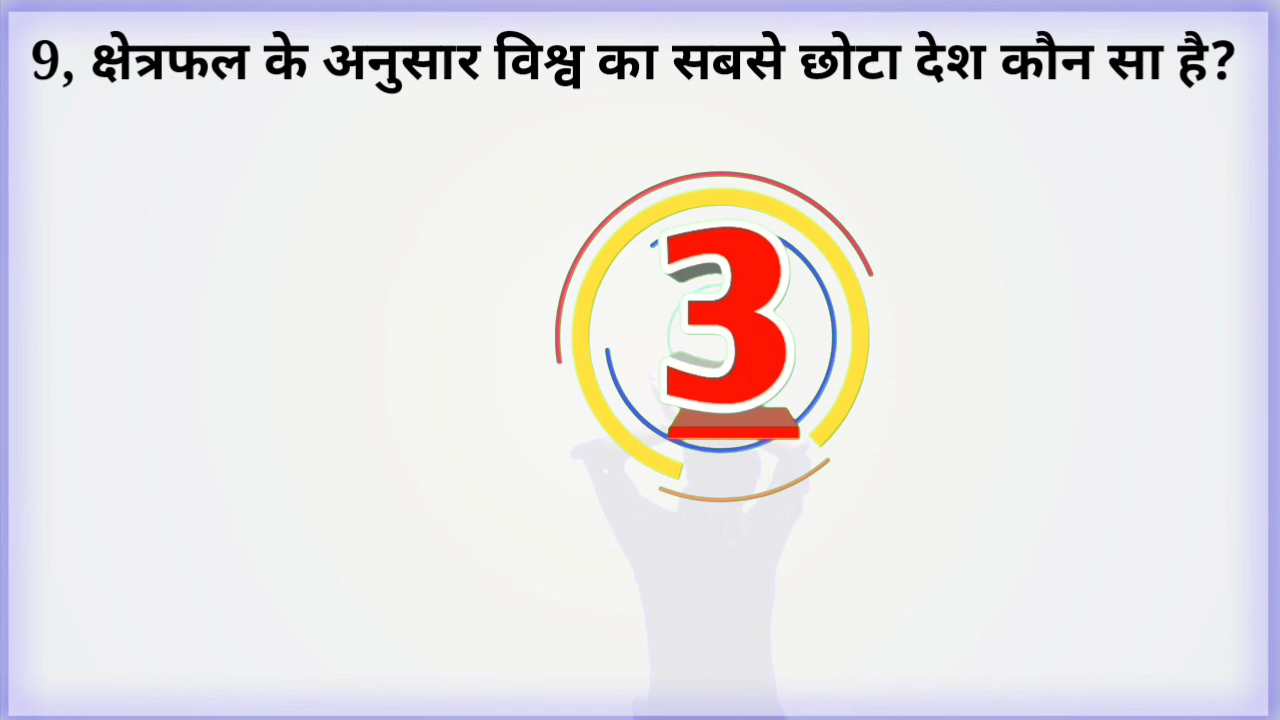 9, क्षेत्रफल के अनुसार विश्व का सबसे छोटा देश कौन सा है?
3